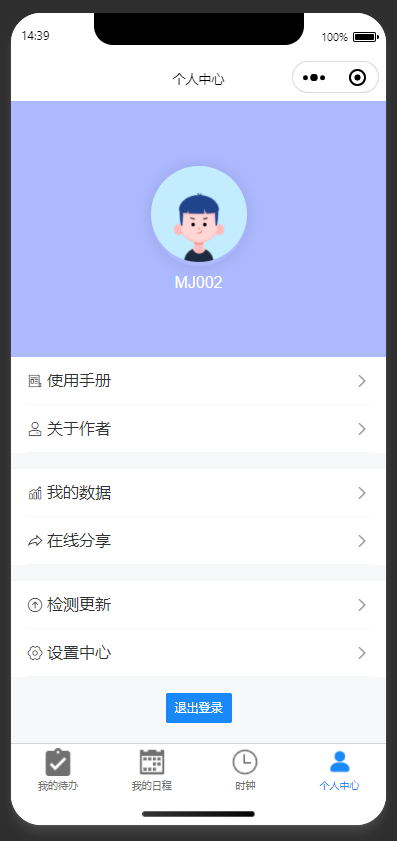 14:39
100%
个人中心
MJ002
使用手册
关于作者
我的数据
在线分享
检测更新
设置中心
退出登录
我的待办
我的日程
时钟
个人中心